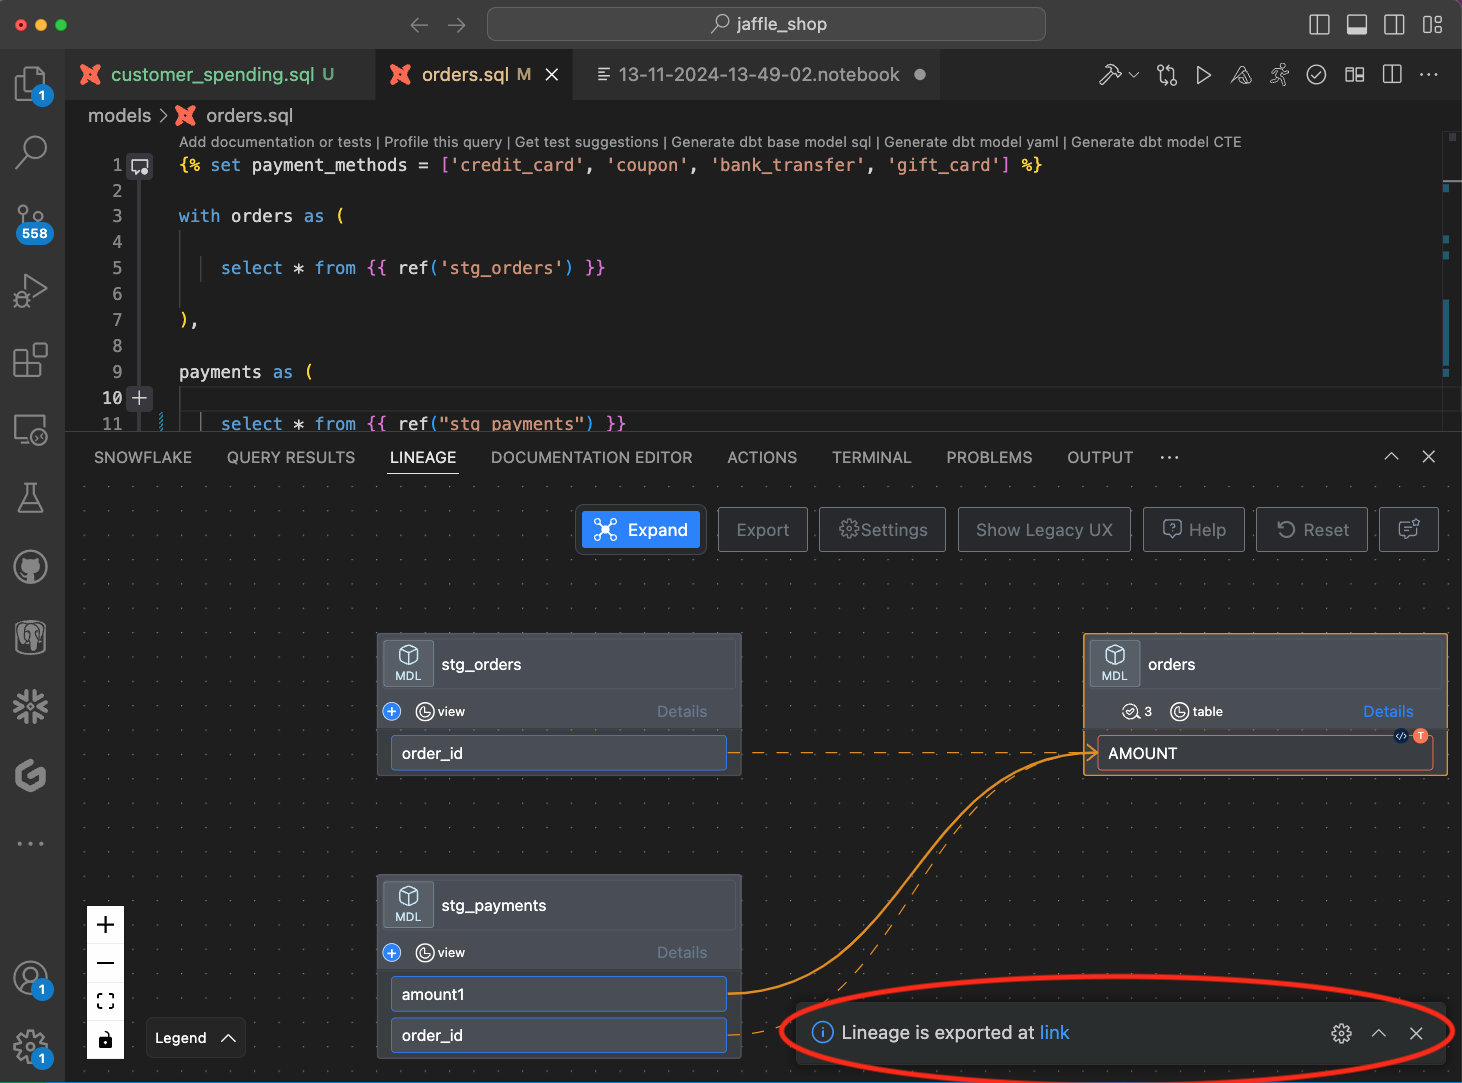 jaffle_shop
customer_spending.sql U
orders.sql M
13-11-2024-13-49-02.notebook
models > orders.sql
Add documentation or tests | Profile this query | Get test suggestions | Generate dbt base model sql | Generate dbt model yaml | Generate dbt model CTE
1 {% set payment_methods = ['credit_card', 'coupon', 'bank_transfer', 'gift_card'] %}
2
3 with orders as (
4
5 select * from {{ ref('stg_orders') }}
6
7 ),
8
9 payments as (
10
11 select * from {{ ref("stg_payments") }}
1
558
1
1
SNOWFLAKE QUERY RESULTS LINEAGE DOCUMENTATION EDITOR ACTIONS TERMINAL PROBLEMS OUTPUT ...
Expand Export Settings Show Legacy UX Help Reset
MDL stg_orders
view Details
order_id
MDL orders
3 table Details
</> T
AMOUNT
MDL stg_payments
view Details
amount1
order_id
Legend
Lineage is exported at link